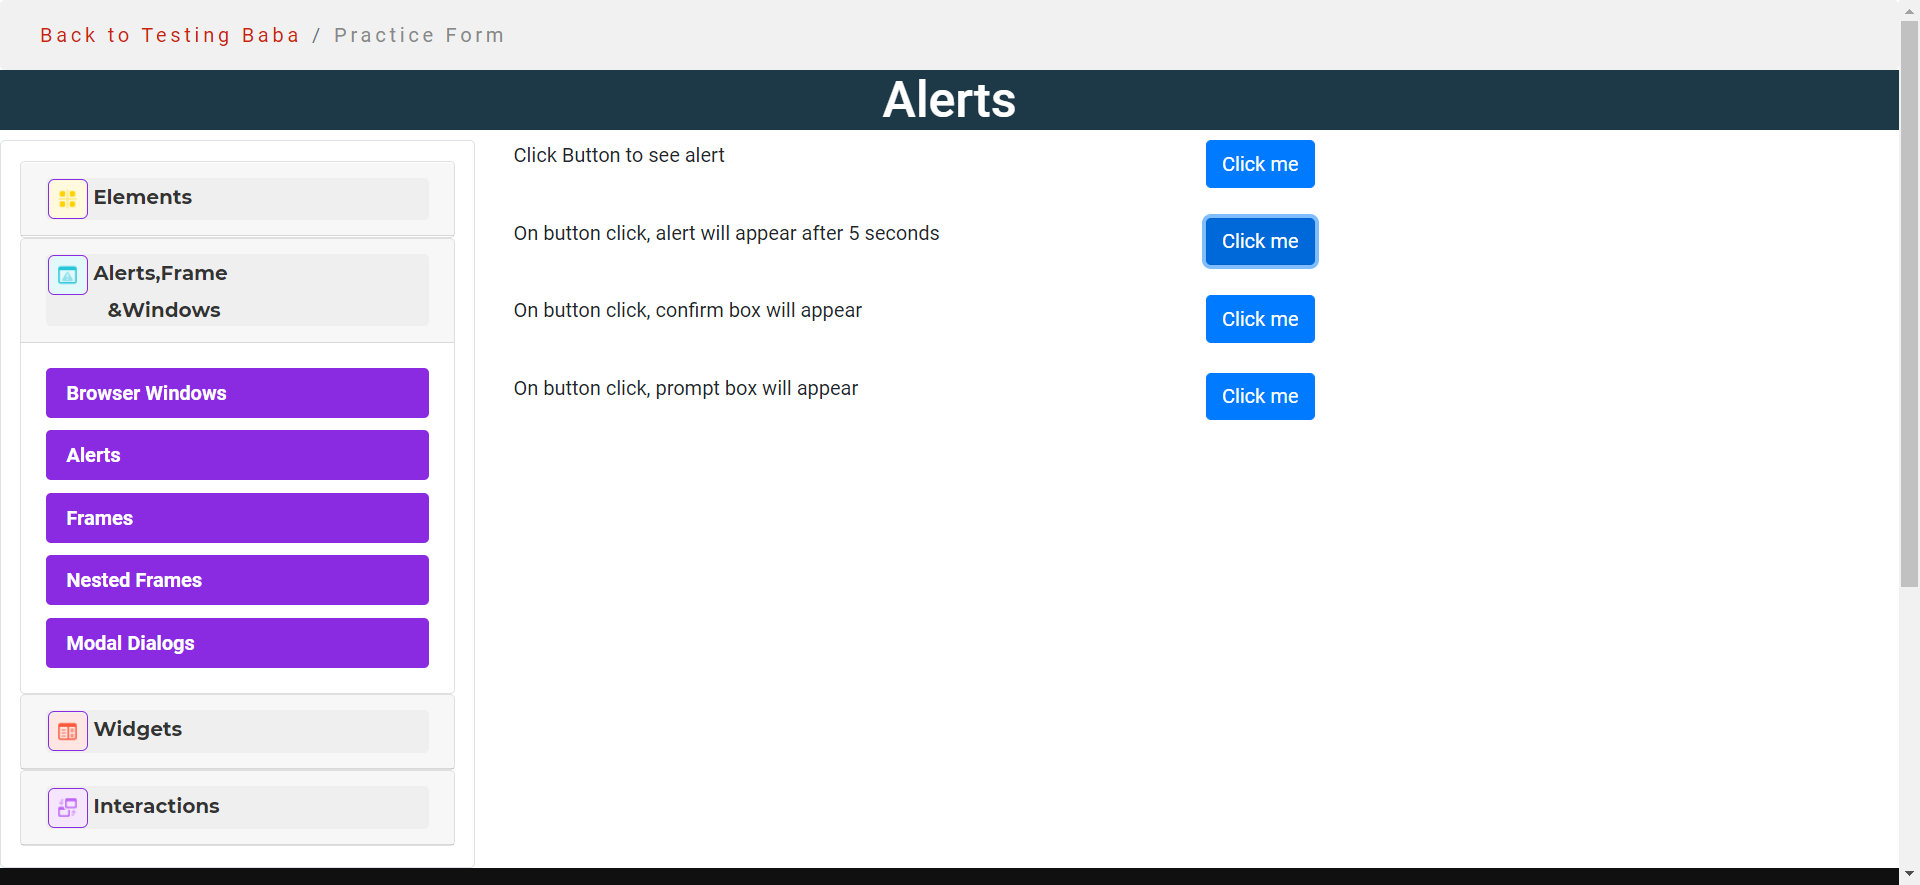 Back to Testing Baba / Practice Form
Alerts
Elements
Alerts,Frame
&Windows
Browser Windows
Alerts
Frames
Nested Frames
Modal Dialogs
Widgets
Interactions
Click Button to see alert
Click me
On button click, alert will appear after 5 seconds
Click me
On button click, confirm box will appear
Click me
On button click, prompt box will appear
Click me